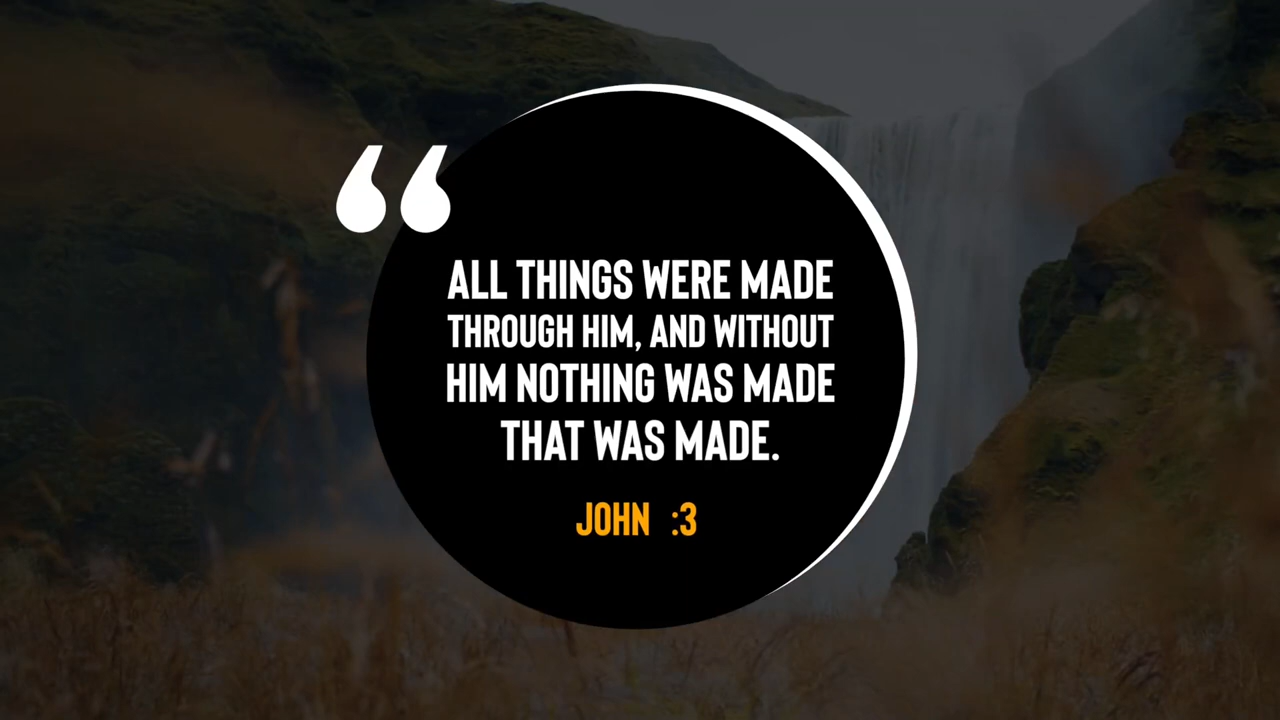 “
ALL THINGS WERE MADE
THROUGH HIM, AND WITHOUT
HIM NOTHING WAS MADE
THAT WAS MADE.
JOHN :3